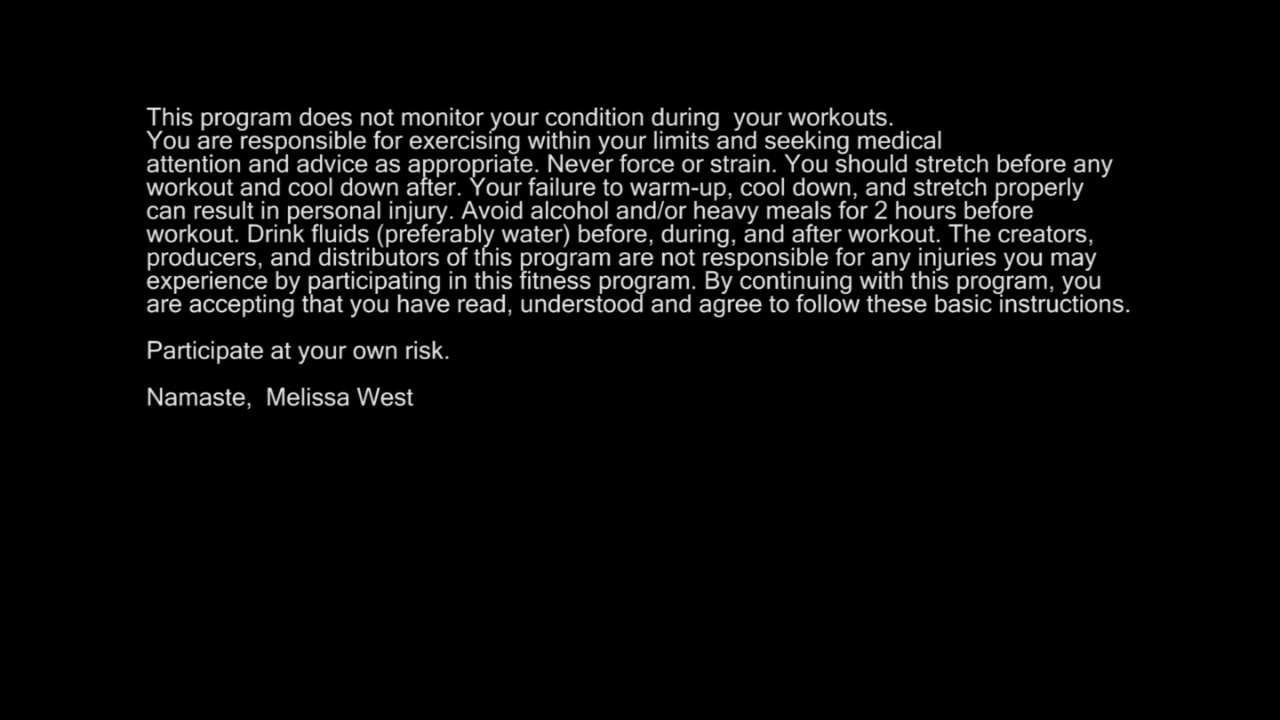 This program does not monitor your condition during  your workouts.
You are responsible for exercising within your limits and seeking medical
attention and advice as appropriate. Never force or strain. You should stretch before any
workout and cool down after. Your failure to warm-up, cool down, and stretch properly
can result in personal injury. Avoid alcohol and/or heavy meals for 2 hours before
workout. Drink fluids (preferably water) before, during, and after workout. The creators,
producers, and distributors of this program are not responsible for any injuries you may
experience by participating in this fitness program. By continuing with this program, you
are accepting that you have read, understood and agree to follow these basic instructions.
Participate at your own risk.
Namaste,  Melissa West